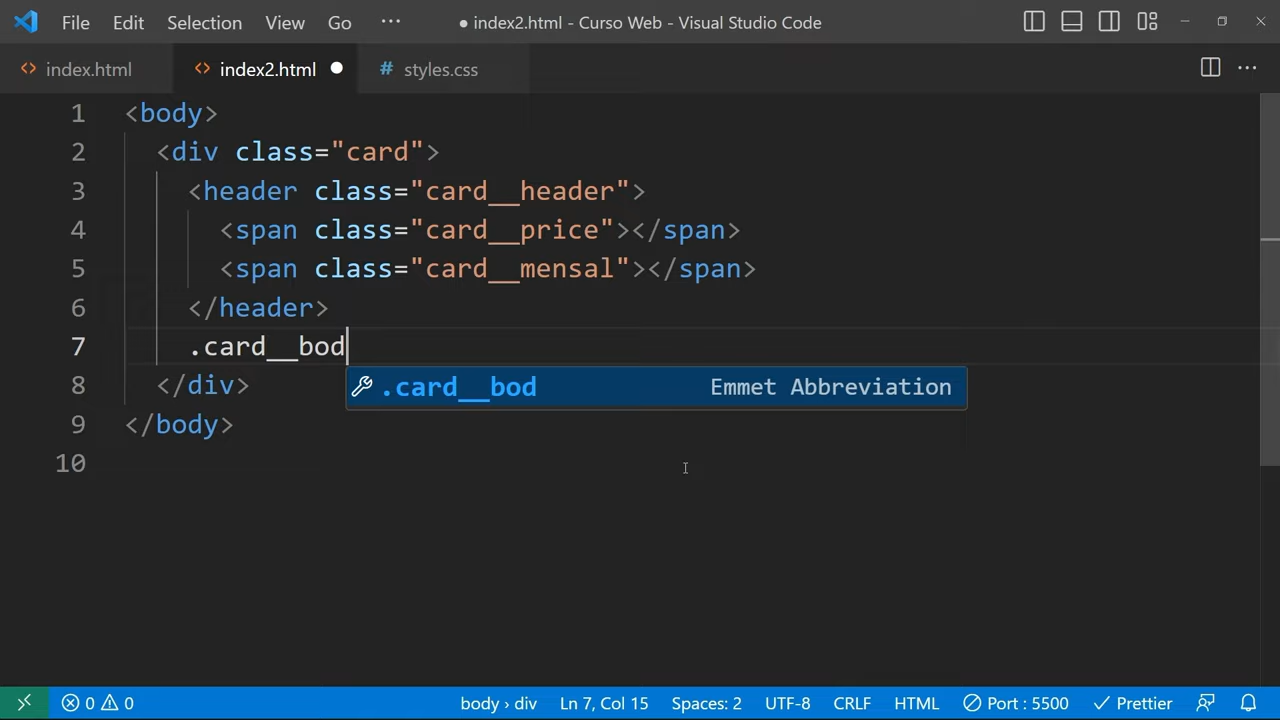 File Edit Selection View Go ··· ● index2.html - Curso Web - Visual Studio Code
index.html index2.html # styles.css
1 <body>
2 <div class="card">
3 <header class="card__header">
4 <span class="card__price"></span>
5 <span class="card__mensal"></span>
6 </header>
7 .card__bod
.card__bod Emmet Abbreviation
8 </div>
9 </body>
10
0 0 body › div Ln 7, Col 15 Spaces: 2 UTF-8 CRLF HTML Port : 5500 Prettier